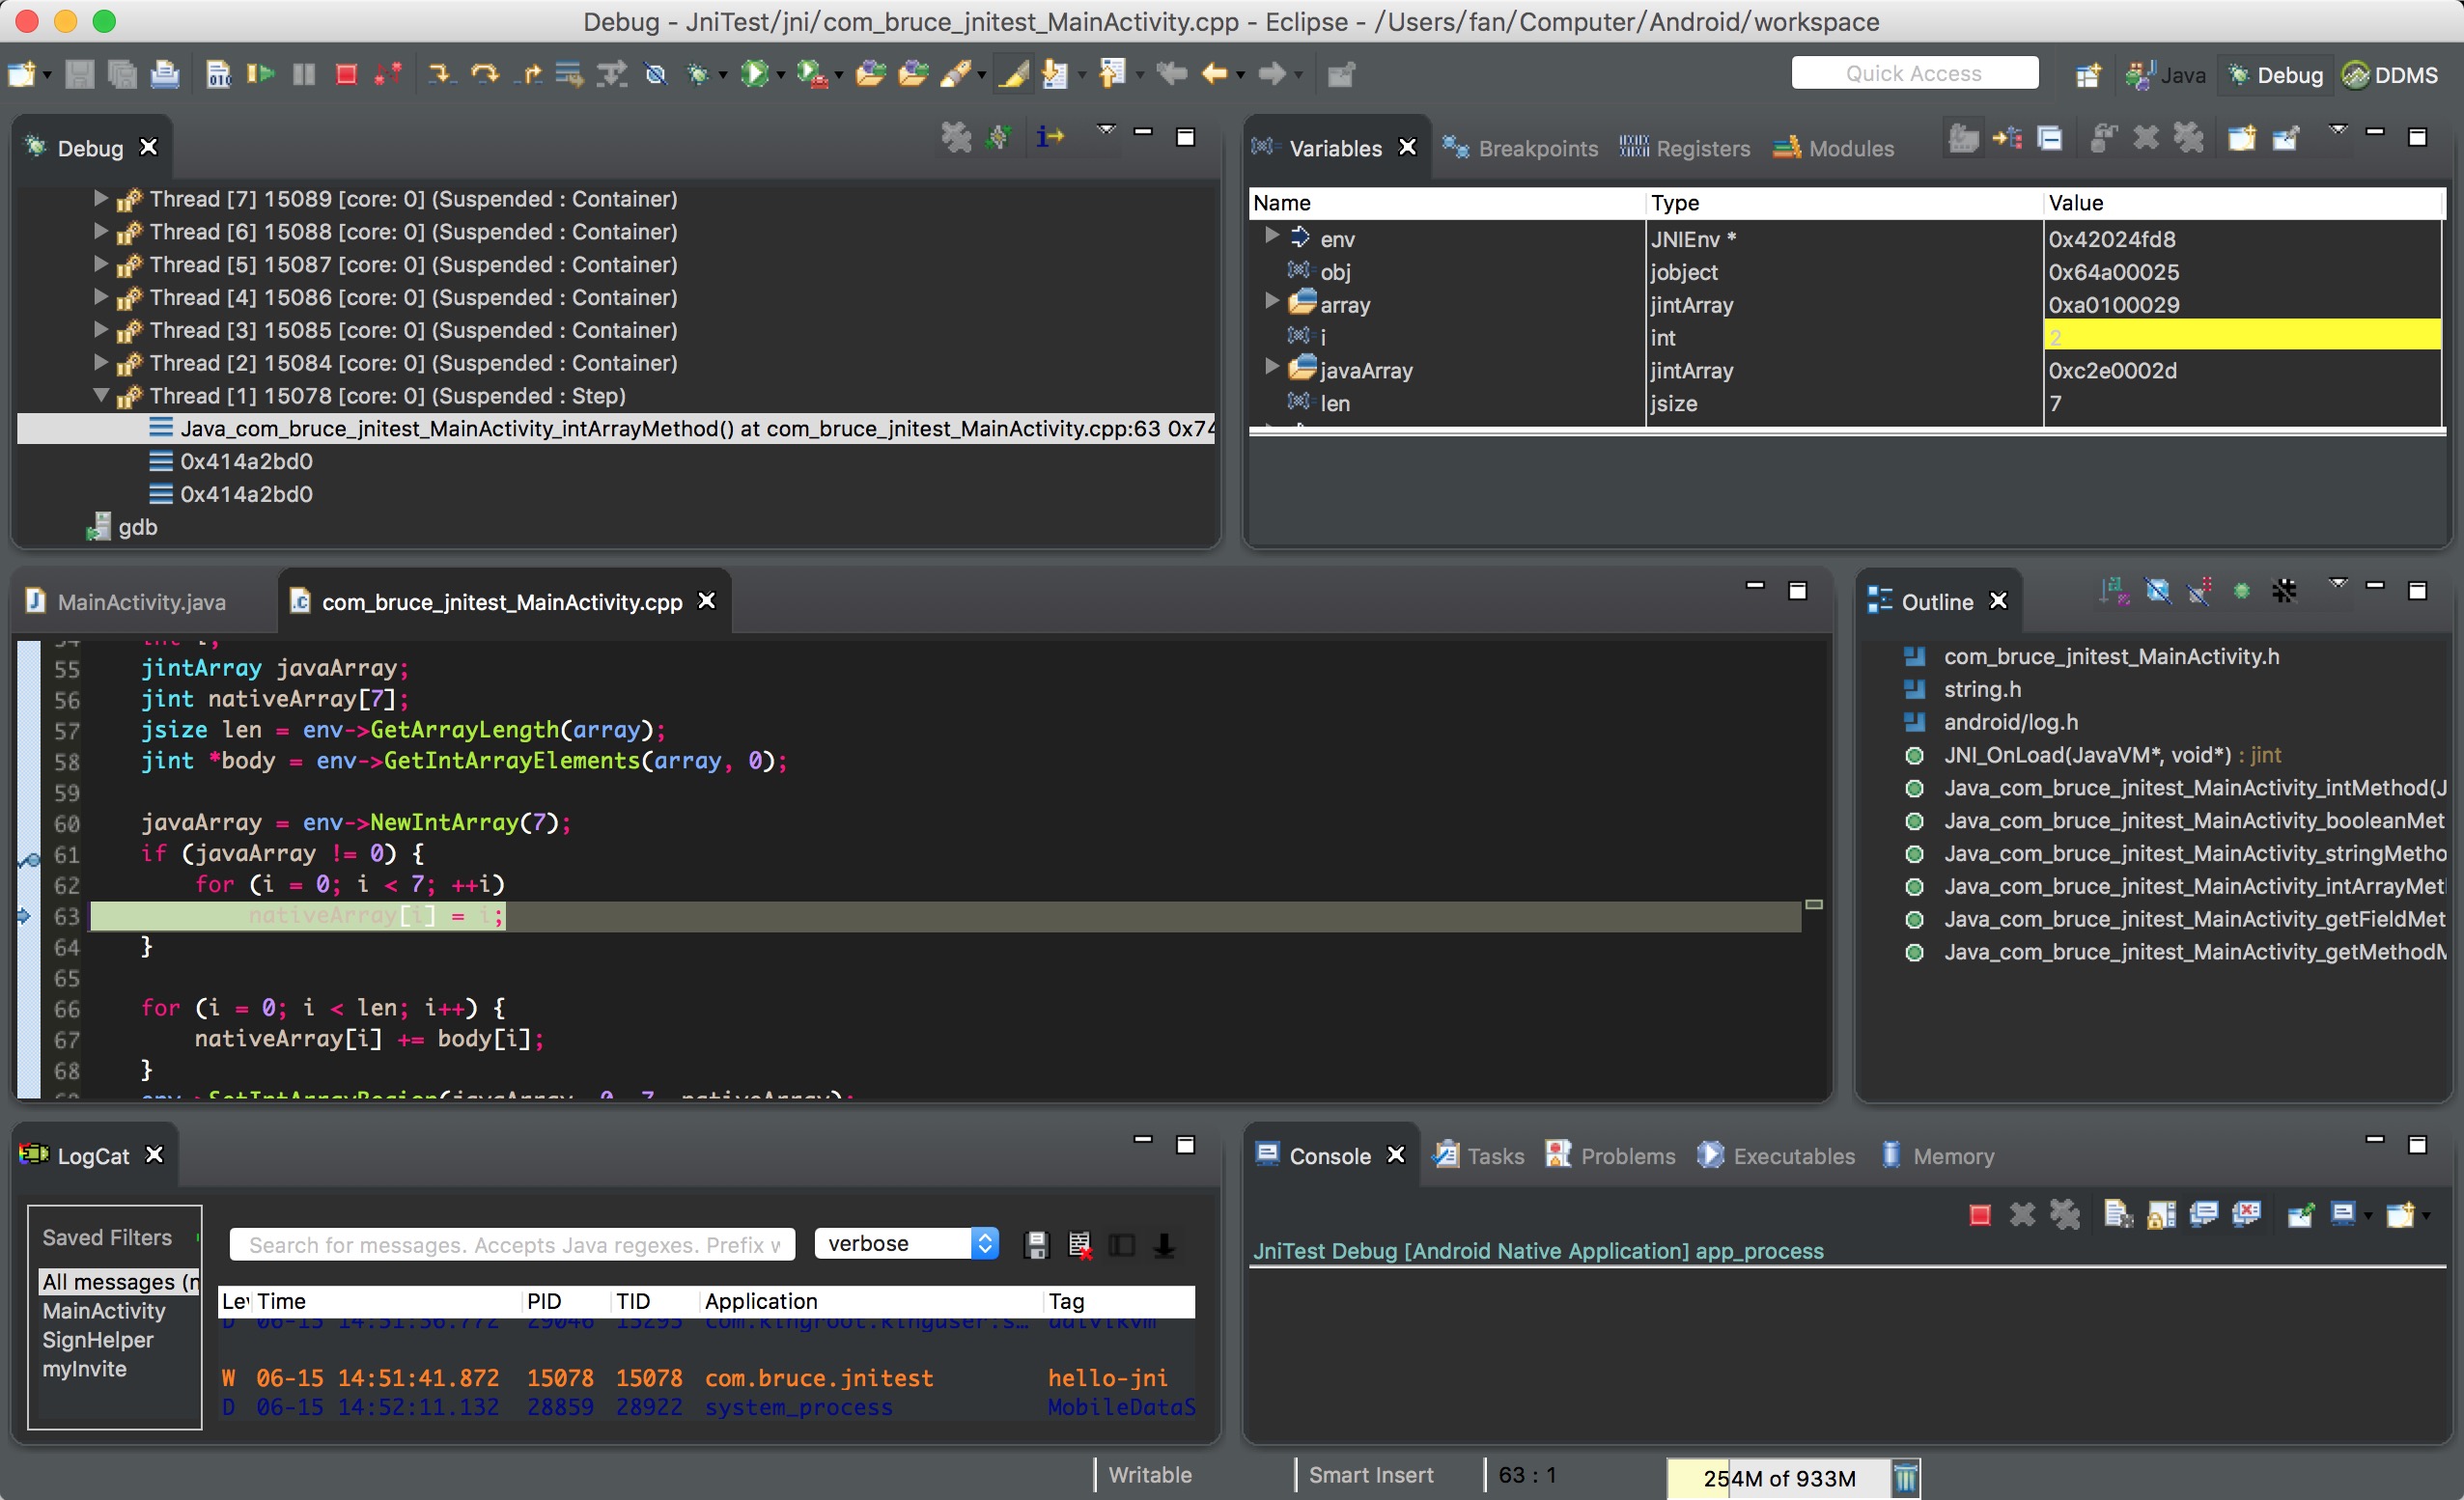 Debug - JniTest/jni/com_bruce_jnitest_MainActivity.cpp - Eclipse - /Users/fan/Computer/Android/workspace
Quick Access
Java
Debug
DDMS
Debug
Thread [7] 15089 [core: 0] (Suspended : Container)
Thread [6] 15088 [core: 0] (Suspended : Container)
Thread [5] 15087 [core: 0] (Suspended : Container)
Thread [4] 15086 [core: 0] (Suspended : Container)
Thread [3] 15085 [core: 0] (Suspended : Container)
Thread [2] 15084 [core: 0] (Suspended : Container)
Thread [1] 15078 [core: 0] (Suspended : Step)
Java_com_bruce_jnitest_MainActivity_intArrayMethod() at com_bruce_jnitest_MainActivity.cpp:63 0x74
0x414a2bd0
0x414a2bd0
gdb
Variables Breakpoints Registers Modules
Name Type Value
env JNIEnv * 0x42024fd8
obj jobject 0x64a00025
array jintArray 0xa0100029
i int 2
javaArray jintArray 0xc2e0002d
len jsize 7
MainActivity.java com_bruce_jnitest_MainActivity.cpp
55 jintArray javaArray;
56 jint nativeArray[7];
57 jsize len = env->GetArrayLength(array);
58 jint *body = env->GetIntArrayElements(array, 0);
59
60 javaArray = env->NewIntArray(7);
61 if (javaArray != 0) {
62 for (i = 0; i < 7; ++i)
63 nativeArray[i] = i;
64 }
65
66 for (i = 0; i < len; i++) {
67 nativeArray[i] += body[i];
68 }
Outline
com_bruce_jnitest_MainActivity.h
string.h
android/log.h
JNI_OnLoad(JavaVM*, void*) : jint
Java_com_bruce_jnitest_MainActivity_intMethod(J
Java_com_bruce_jnitest_MainActivity_booleanMet
Java_com_bruce_jnitest_MainActivity_stringMetho
Java_com_bruce_jnitest_MainActivity_intArrayMet
Java_com_bruce_jnitest_MainActivity_getFieldMet
Java_com_bruce_jnitest_MainActivity_getMethodM
LogCat
Saved Filters
All messages (n
MainActivity
SignHelper
myInvite
Search for messages. Accepts Java regexes. Prefix w
verbose
Lev Time PID TID Application Tag
W 06-15 14:51:41.872 15078 15078 com.bruce.jnitest hello-jni
D 06-15 14:52:11.132 28859 28922 system_process MobileDataS
Console Tasks Problems Executables Memory
JniTest Debug [Android Native Application] app_process
Writable
Smart Insert
63 : 1
254M of 933M